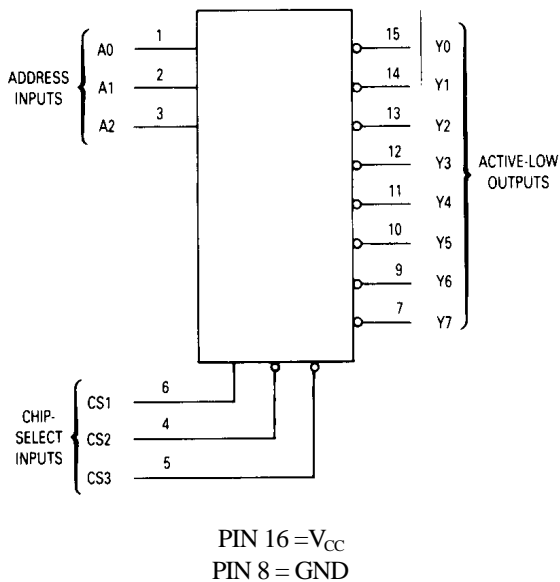 ADDRESS
INPUTS
A0 1
A1 2
A2 3
15 Y0
14 Y1
13 Y2
12 Y3
11 Y4
10 Y5
9 Y6
7 Y7
ACTIVE-LOW
OUTPUTS
CHIP-
SELECT
INPUTS
CS1 6
CS2 4
CS3 5
PIN 16 =VCC
PIN 8 = GND